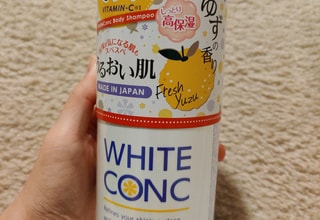 VITAMIN-C※1
Body Shampoo
しっとり
高保湿
ゆずの香り
うるおい肌
MADE IN JAPAN
Fresh
Yuzu
WHITE
CONC